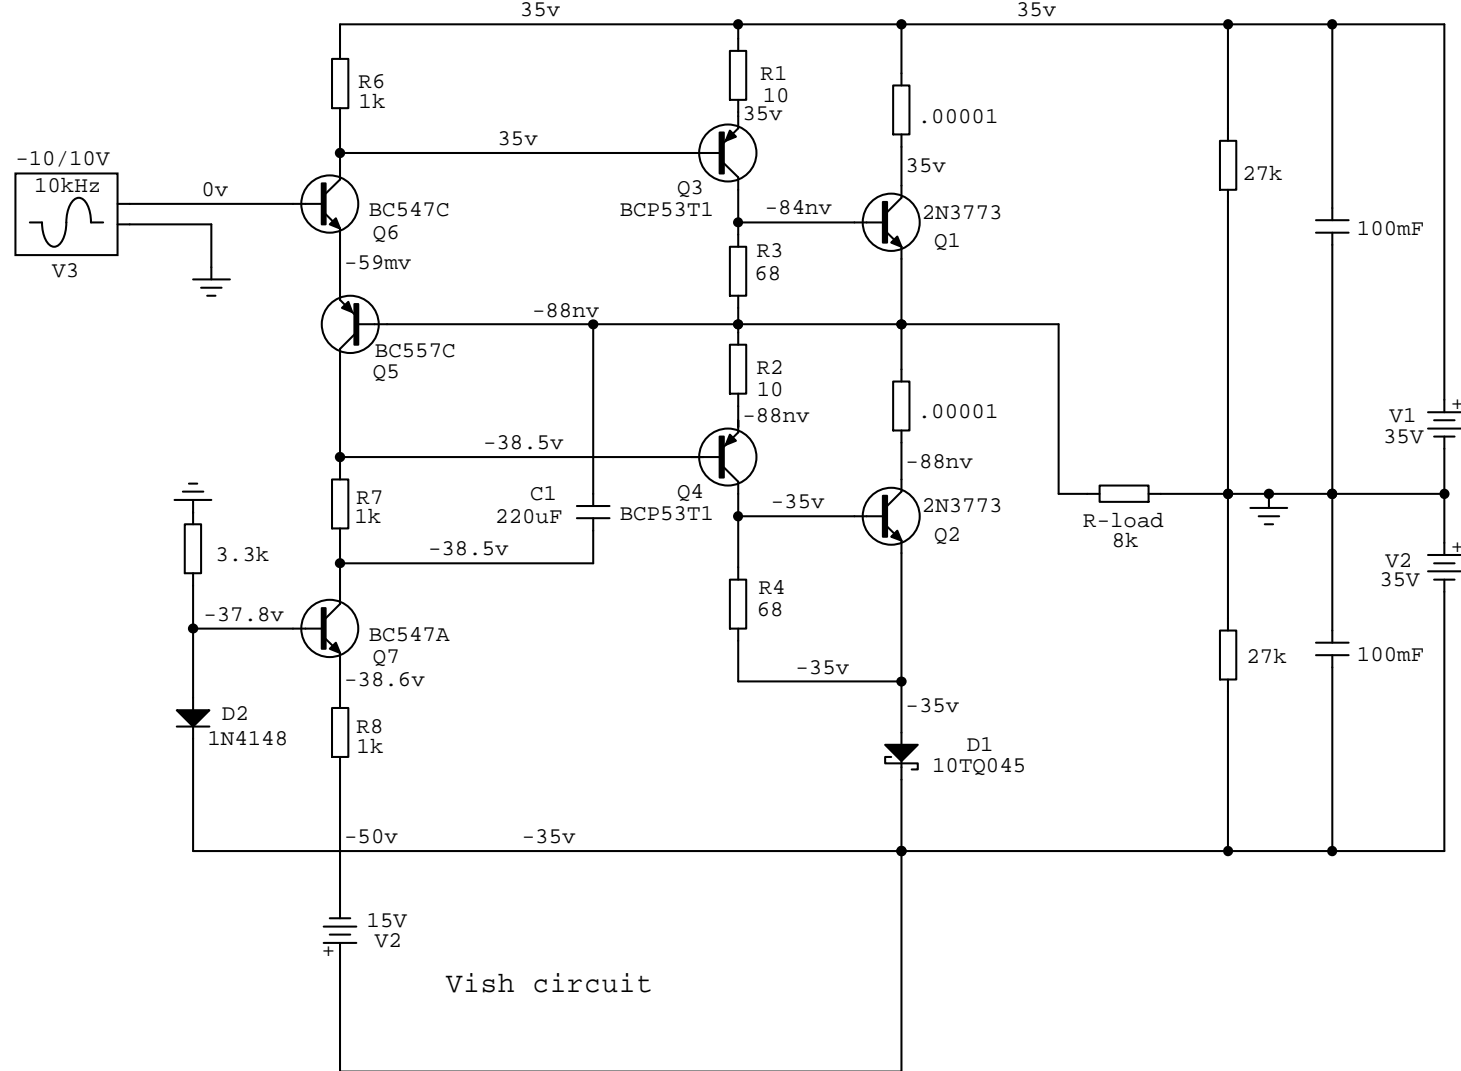 35v
35v
R6
1k
R1
10
35v
.00001
35v
35v
-10/10V
10kHz
0v
V3
BC547C
Q6
-59mv
Q3
BCP53T1
-84nv
2N3773
Q1
27k
100mF
R3
68
-88nv
BC557C
Q5
R2
10
-88nv
.00001
-88nv
V1
35V
+
-38.5v
Q4
BCP53T1
C1
220uF
R7
1k
-35v
2N3773
Q2
R-load
8k
V2
35V
+
3.3k
-38.5v
-37.8v
BC547A
Q7
-38.6v
R4
68
-35v
-35v
27k
100mF
D2
1N4148
R8
1k
D1
10TQ045
-50v
-35v
15V
V2
+
Vish circuit